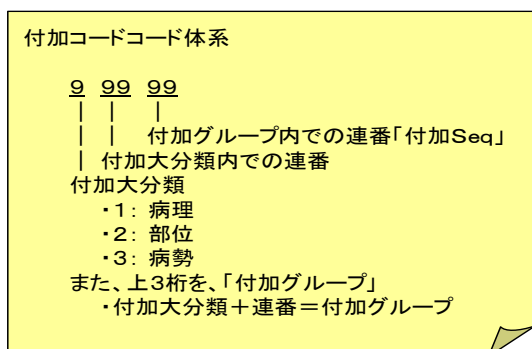 付加コードコード体系
9 99 99
| | |
| | 付加グループ内での連番「付加Seq」
| 付加大分類内での連番
付加大分類
・1: 病理
・2: 部位
・3: 病勢
また、上3桁を、「付加グループ」
・付加大分類+連番=付加グループ